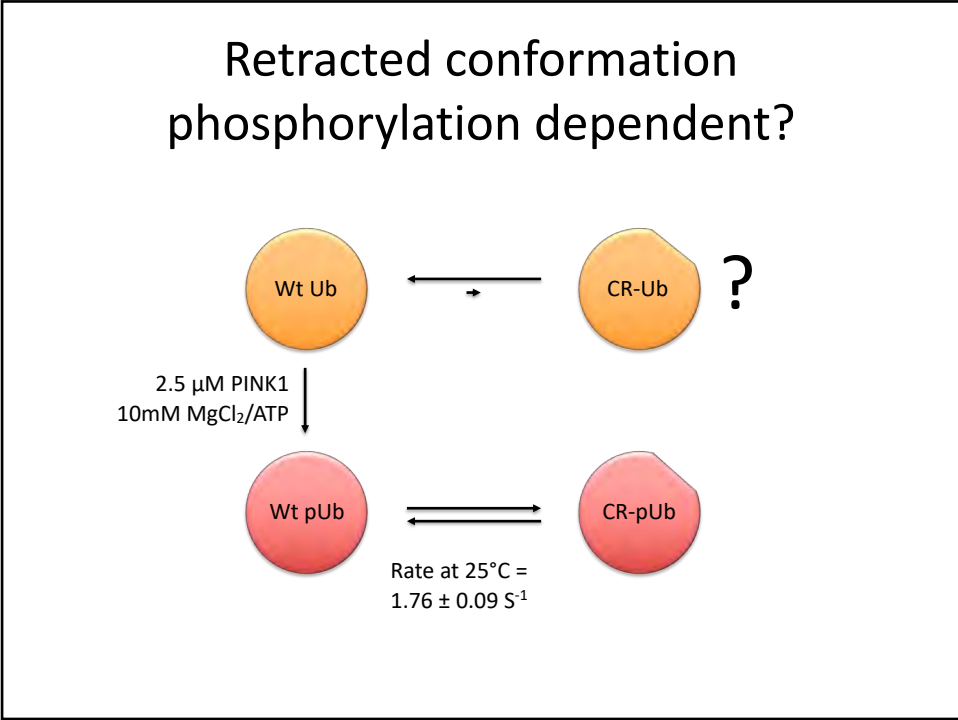 Retracted conformation
phosphorylation dependent?
Wt Ub
CR-Ub
?
2.5 µM PINK1
10mM MgCl₂/ATP
Wt pUb
CR-pUb
Rate at 25°C =
1.76 ± 0.09 S⁻¹